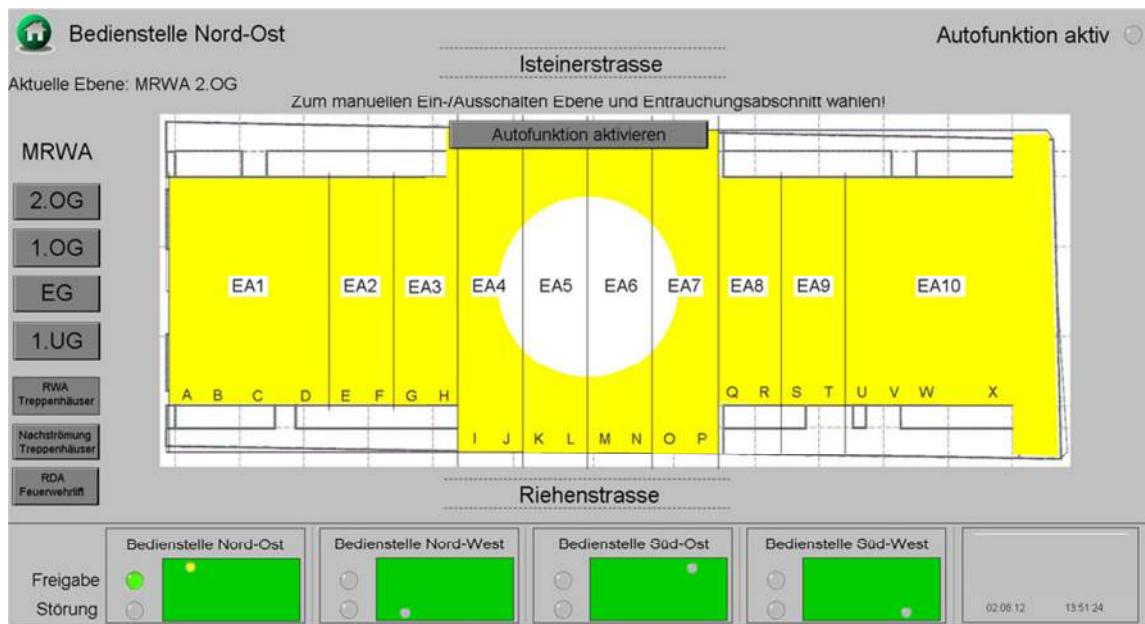 Bedienstelle Nord-Ost
Autofunktion aktiv
Isteinerstrasse
Aktuelle Ebene: MRWA 2.OG
Zum manuellen Ein-/Ausschalten Ebene und Entrauchungsabschnitt wählen!
Autofunktion aktivieren
MRWA
2.OG
1.OG
EG
1.UG
RWA
Treppenhäuser
Nachströmung
Treppenhäuser
RDA
Feuerwehrlift
EA1 EA2 EA3 EA4 EA5 EA6 EA7 EA8 EA9 EA10
A B C D E F G H Q R S T U V W X
I J K L M N O P
Riehenstrasse
Bedienstelle Nord-Ost
Bedienstelle Nord-West
Bedienstelle Süd-Ost
Bedienstelle Süd-West
Freigabe
Störung
02.08.12 13:51:24